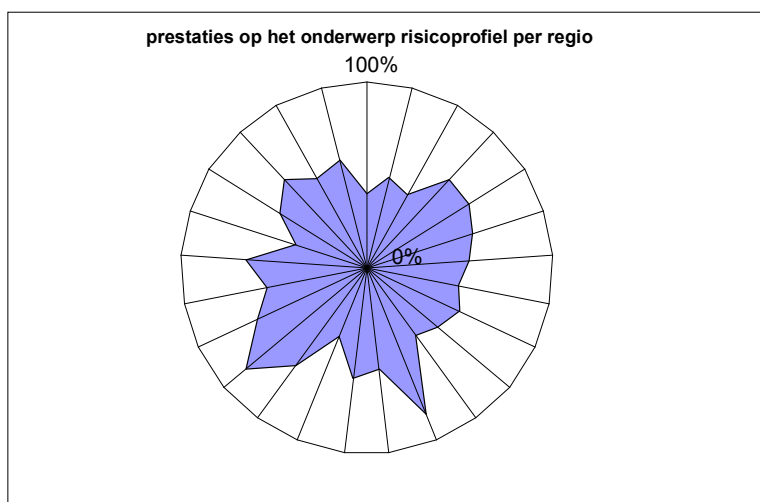 prestaties op het onderwerp risicoprofiel per regio
100%
0%